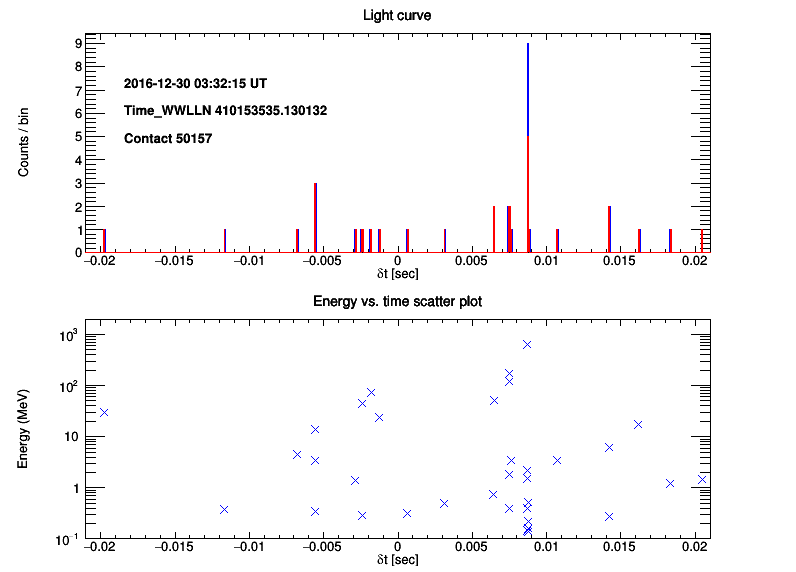 Light curve
9
8
7
6
5
4
3
2
1
0
Counts / bin
2016-12-30 03:32:15 UT
Time_WWLLN 410153535.130132
Contact 50157
−0.02 −0.015 −0.01 −0.005 0 0.005 0.01 0.015 0.02
δt [sec]
Energy vs. time scatter plot
10³
10²
10
1
10⁻¹
Energy (MeV)
−0.02 −0.015 −0.01 −0.005 0 0.005 0.01 0.015 0.02
δt [sec]